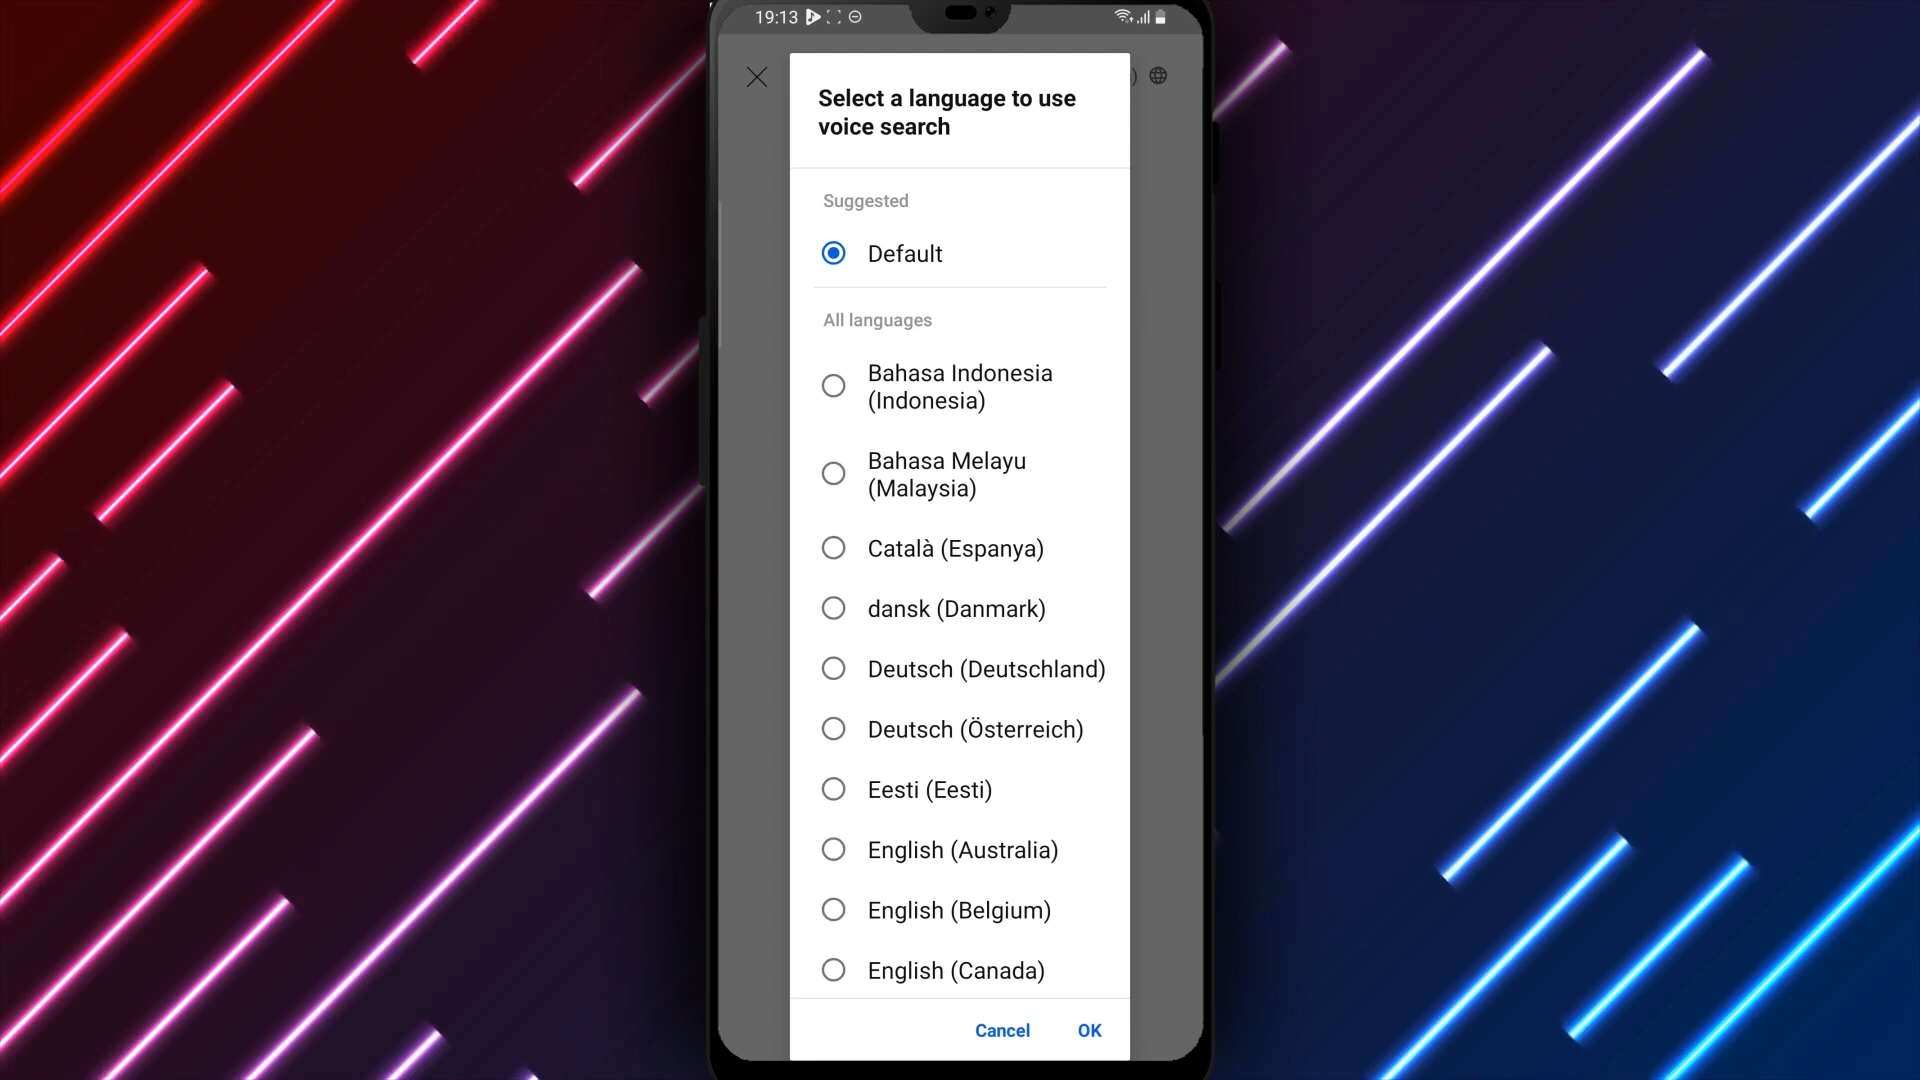 19:13
Select a language to use
voice search
Suggested
Default
All languages
Bahasa Indonesia
(Indonesia)
Bahasa Melayu
(Malaysia)
Català (Espanya)
dansk (Danmark)
Deutsch (Deutschland)
Deutsch (Österreich)
Eesti (Eesti)
English (Australia)
English (Belgium)
English (Canada)
Cancel OK